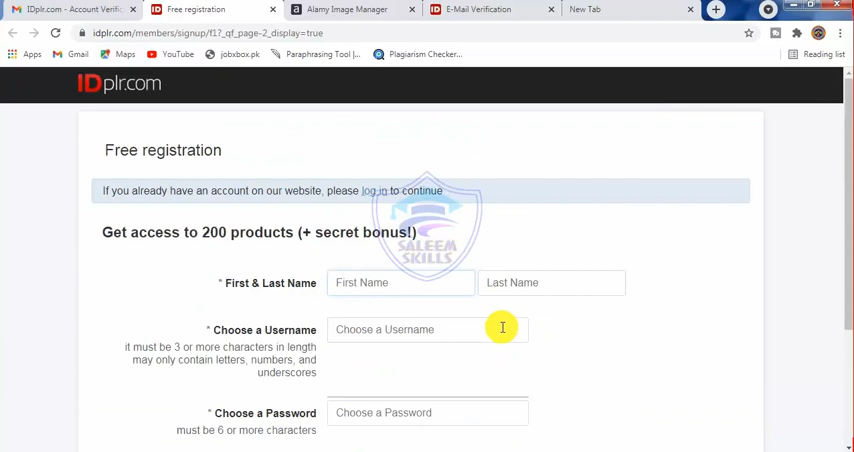 IDplr.com - Account Verific
Free registration
Alamy Image Manager
E-Mail Verification
New Tab
idplr.com/members/signup/f1?_qf_page-2_display=true
Apps
Gmail
Maps
YouTube
jobxbox.pk
Paraphrasing Tool |...
Plagiarism Checker...
Reading list
IDplr.com
Free registration
If you already have an account on our website, please log in to continue
Get access to 200 products (+ secret bonus!)
SALEEM
SKILLS
* First & Last Name
First Name
Last Name
* Choose a Username
Choose a Username
it must be 3 or more characters in length
may only contain letters, numbers, and
underscores
* Choose a Password
Choose a Password
must be 6 or more characters